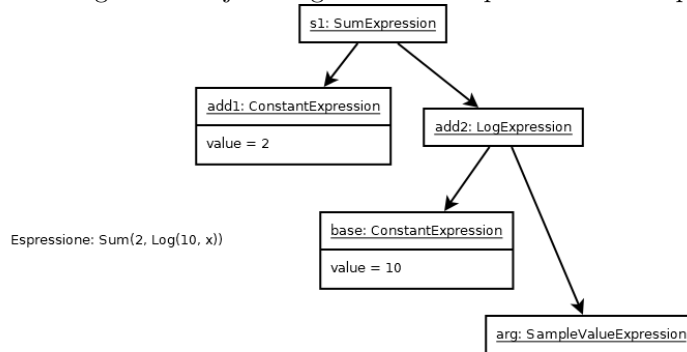 s1: SumExpression
add1: ConstantExpression
value = 2
add2: LogExpression
Espressione: Sum(2, Log(10, x))
base: ConstantExpression
value = 10
arg: SampleValueExpression